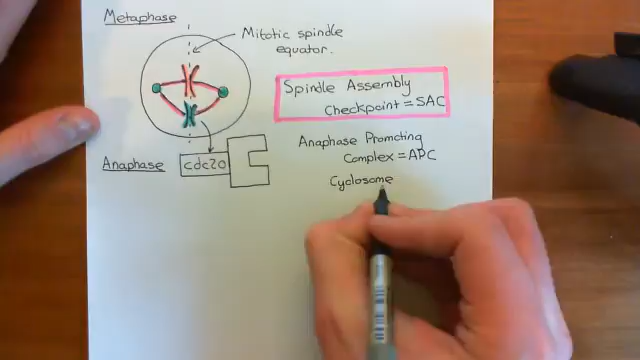 Metaphase
Mitotic spindle
equator.
Spindle Assembly
Checkpoint = SAC
Anaphase Promoting
Complex = APC
Cyclosome
Anaphase
cdc20